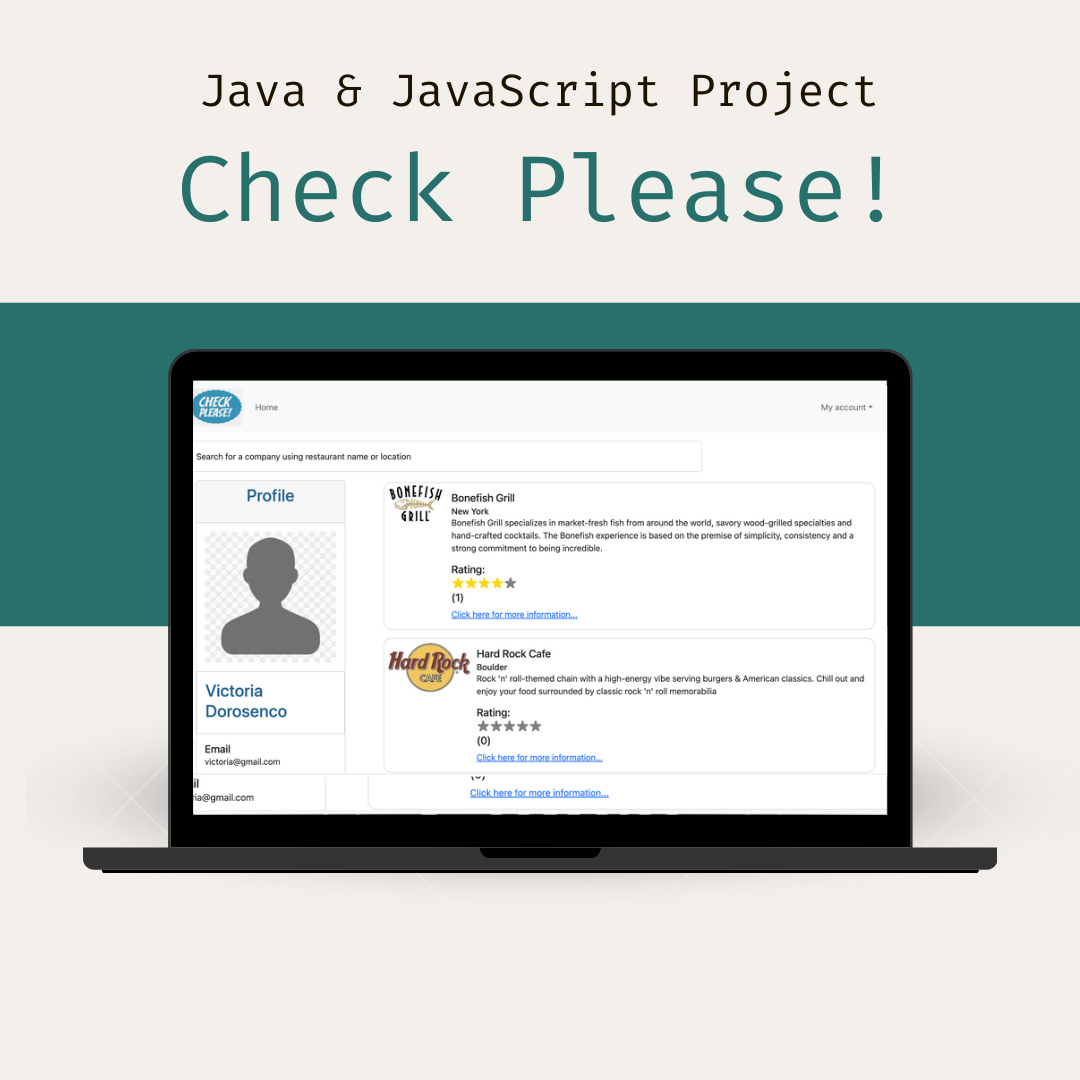 Java & JavaScript Project
Check Please!
CHECK
PLEASE!
Home
My account
Search for a company using restaurant name or location
Profile
Victoria
Dorosenco
Email
victoria@gmail.com
BONEFISH
GRILL
Bonefish Grill
New York
Bonefish Grill specializes in market-fresh fish from around the world, savory wood-grilled specialties and
hand-crafted cocktails. The Bonefish experience is based on the premise of simplicity, consistency and a
strong commitment to being incredible.
Rating:
(1)
Click here for more information...
Hard Rock
CAFE
Hard Rock Cafe
Boulder
Rock 'n' roll-themed chain with a high-energy vibe serving burgers & American classics. Chill out and
enjoy your food surrounded by classic rock 'n' roll memorabilia
Rating:
(0)
Click here for more information...
il
ia@gmail.com
Click here for more information...